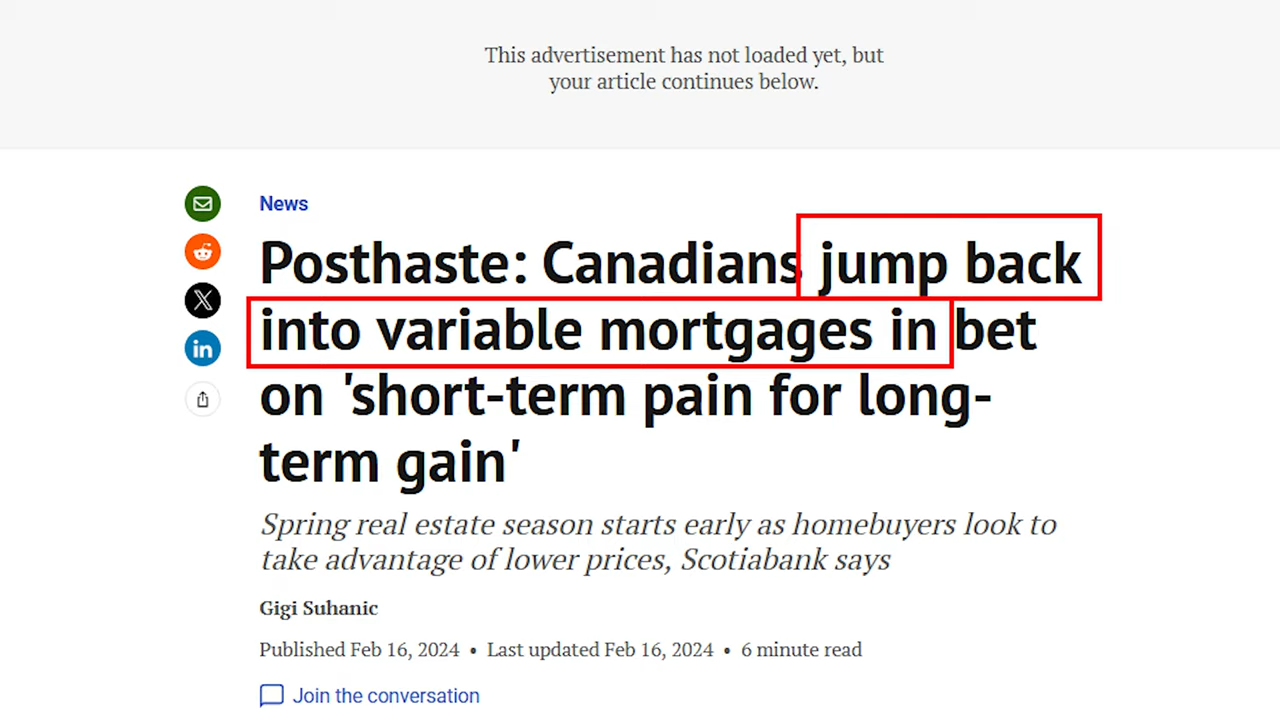 This advertisement has not loaded yet, but
your article continues below.
News
Posthaste: Canadians jump back
into variable mortgages in bet
on 'short-term pain for long-
term gain'
Spring real estate season starts early as homebuyers look to
take advantage of lower prices, Scotiabank says
Gigi Suhanic
Published Feb 16, 2024 • Last updated Feb 16, 2024 • 6 minute read
Join the conversation